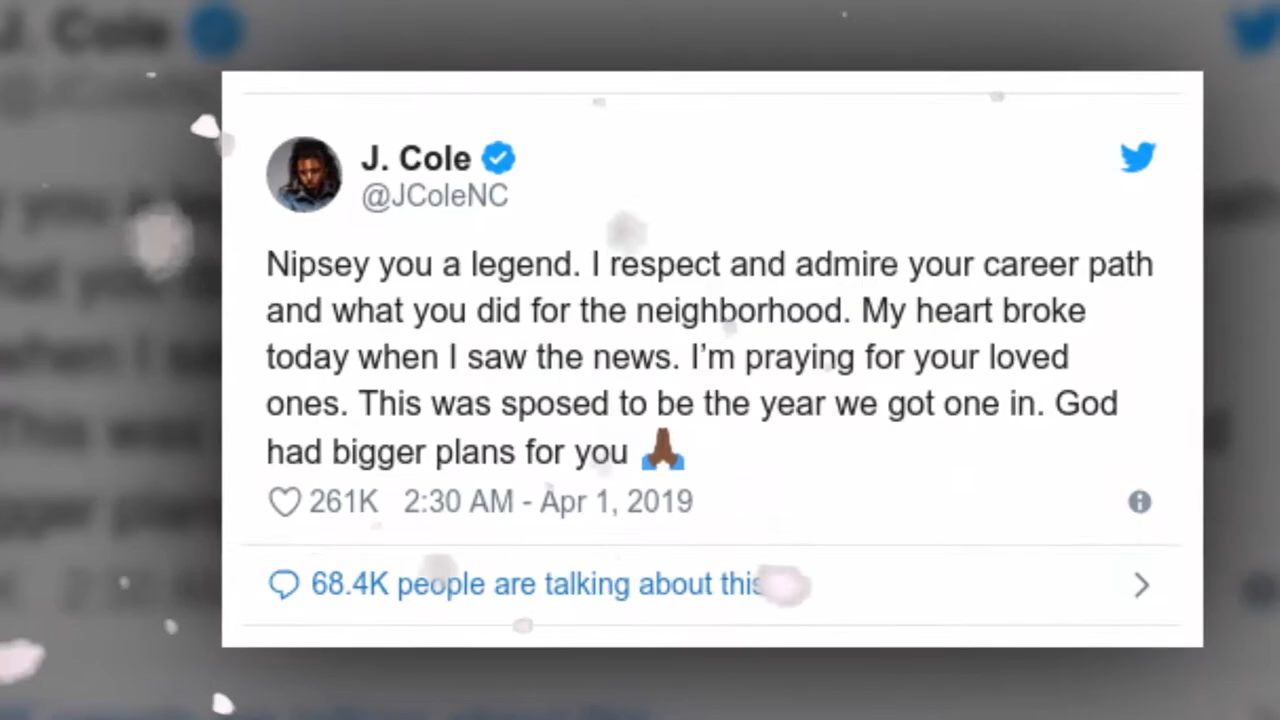 J. Cole
@JColeNC
Nipsey you a legend. I respect and admire your career path
and what you did for the neighborhood. My heart broke
today when I saw the news. I’m praying for your loved
ones. This was sposed to be the year we got one in. God
had bigger plans for you 🙏🏾
261K 2:30 AM - Apr 1, 2019
68.4K people are talking about this